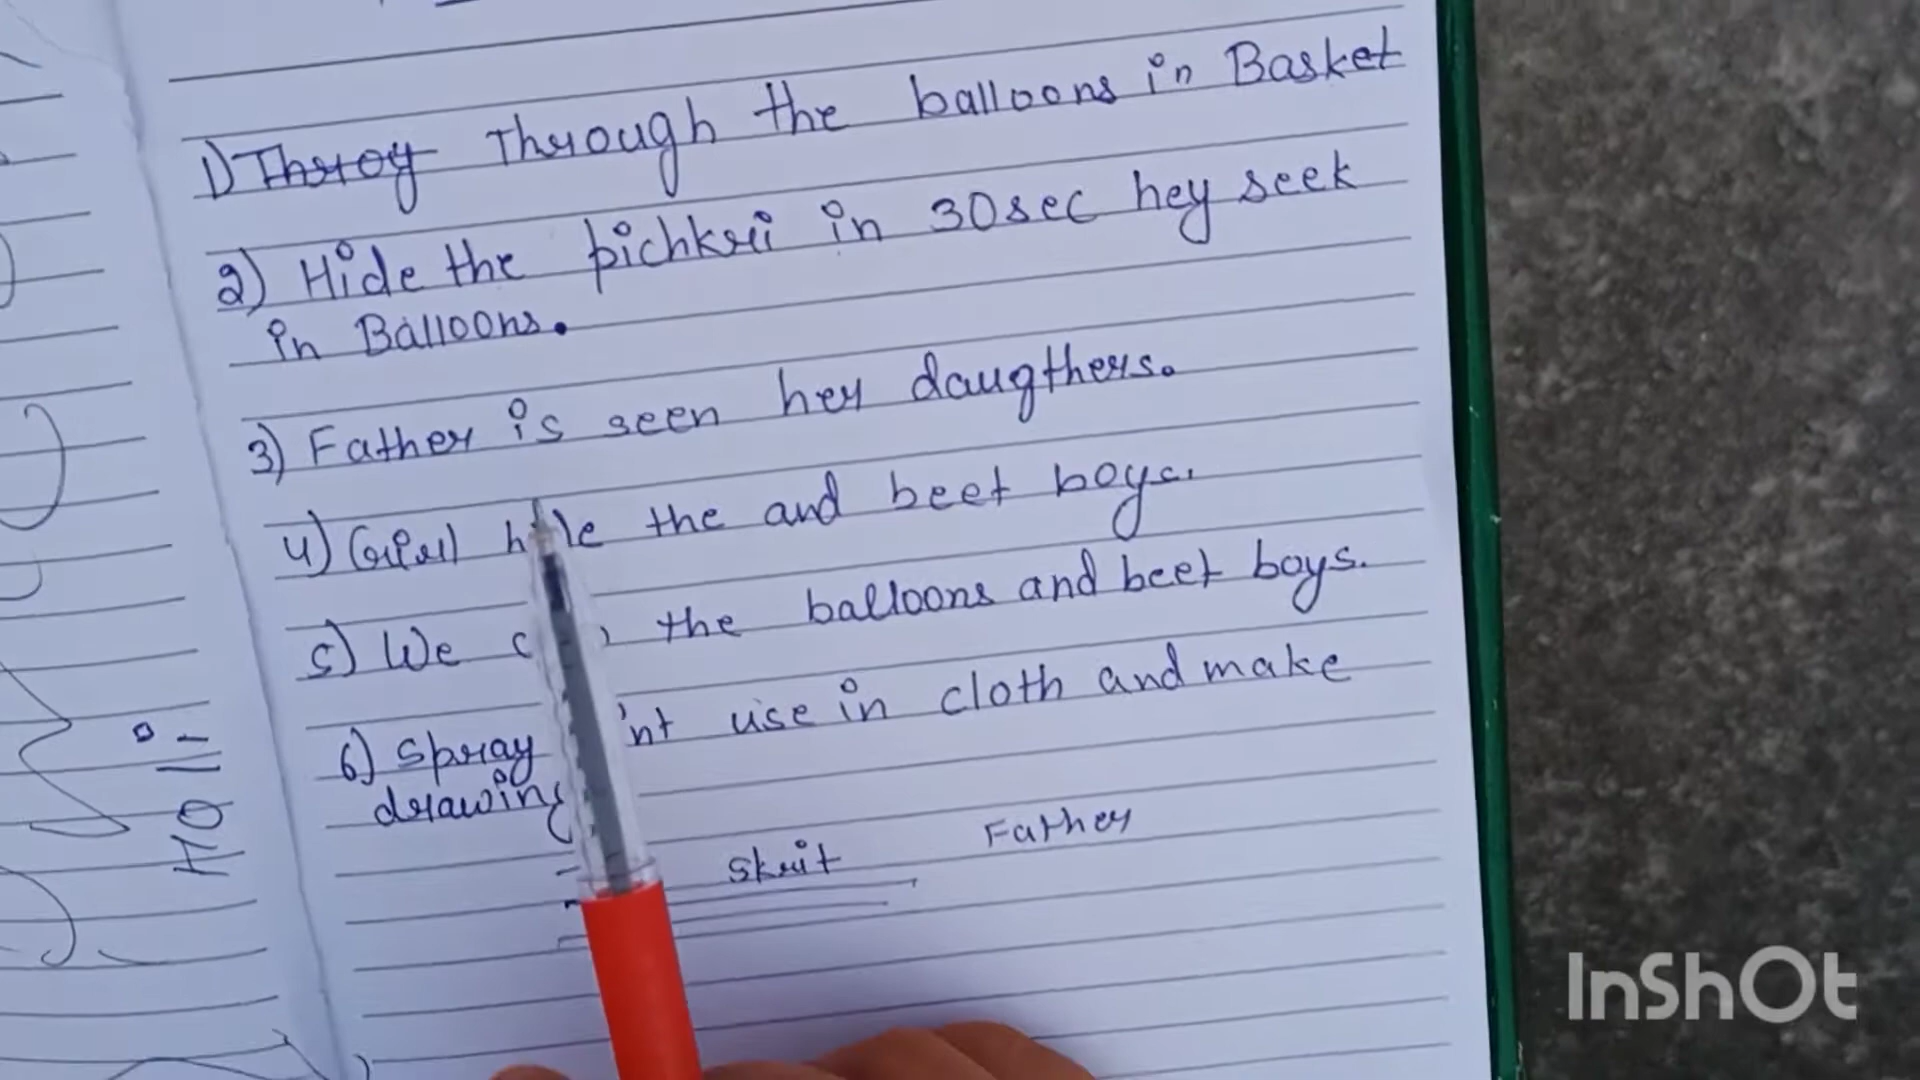 1) Throy Through the balloons in Basket
2) Hide the pichkri in 30sec hey seek
in Balloons.
3) Father is seen her daugthers.
4) Girl the and beet boys.
5) We the balloons and beet boys.
6) Spray use in cloth and make
drawing
Skrit Father
Holi
InShOt